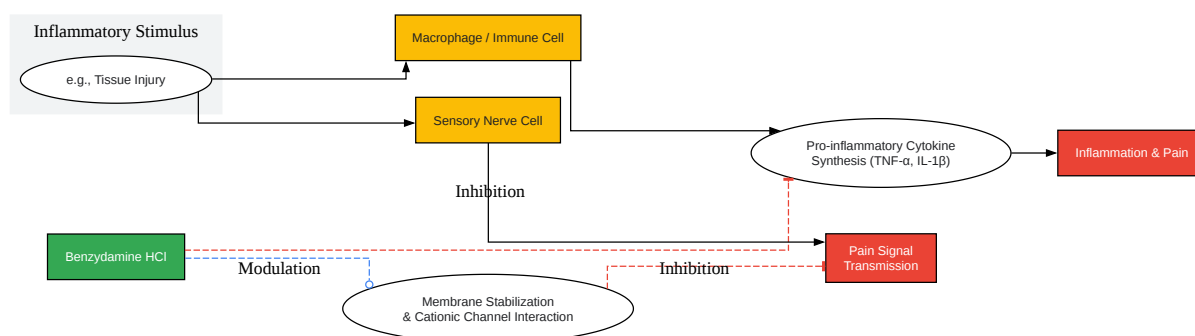 Inflammatory Stimulus
e.g., Tissue Injury
Macrophage / Immune Cell
Sensory Nerve Cell
Pro-inflammatory Cytokine
Synthesis (TNF-α, IL-1β)
Inflammation & Pain
Inhibition
Benzydamine HCl
Modulation
Inhibition
Pain Signal
Transmission
Membrane Stabilization
& Cationic Channel Interaction